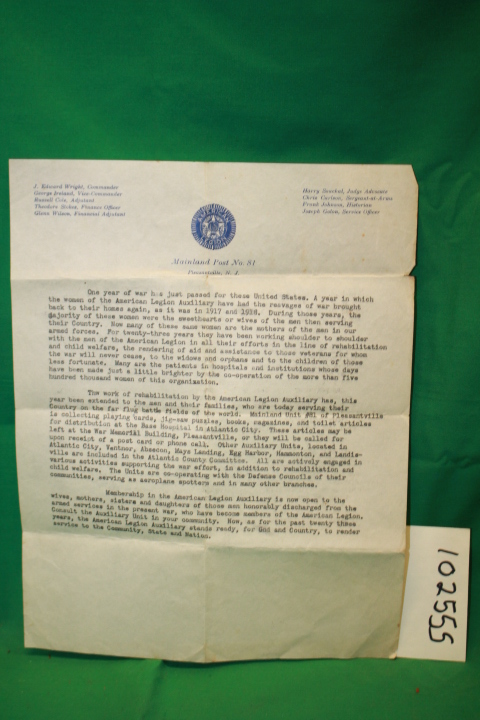 J. Edward Wright, Commander
George Ireland, Vice-Commander
Russell Cole, Adjutant
Theodore Stokes, Finance Officer
Glenn Wilson, Financial Adjutant
Harry Judge Advocate
Chris Sergeant-at-Arms
Frank Johnson, Historian
Joseph Service Officer
Mainland Post No. 81
Pleasantville, N. J.
One year of war has just passed for these United States. A year in which
the women of the American Legion Auxiliary have had the ravages of war brought
back to their homes again, as it was in 1917 and 1918. During those years, the
majority of these women were the sweethearts or wives of the men then serving
their Country. Now many of these same women are the mothers of the men in our
armed forces. For twenty-three years they have been working shoulder to shoulder
with the men of the American Legion in all their efforts in the line of rehabilitation
and child welfare, the rendering of aid and assistance to those veterans for whom
the war will never cease, to the widows and orphans and to the children of those
less fortunate. Many are the patients in hospitals and institutions whose days
have been made just a little brighter by the co-operation of the more than five
hundred thousand women of this organization.
The work of rehabilitation by the American Legion Auxiliary has, this
year been extended to the men and their families, who are today serving their
Country on the far flung battle fields of the world. Mainland Unit #81 of Pleasantville
is collecting playing cards, jig-saw puzzles, books, magazines, and toilet articles
for distribution at the Base Hospital in Atlantic City. These articles may be
left at the War Memorial Building, Pleasantville, or they will be called for
upon receipt of a post card or phone call. Other Auxiliary Units, located in
Atlantic City, Ventnor, Absecon, Mays Landing, Egg Harbor, Hammonton, and Landis-
ville are included in the Atlantic County Committee. All are actively engaged in
various activities supporting the war effort, in addition to rehabilitation and
child welfare. The Units are co-operating with the Defense Councils of their
communities, serving as aeroplane spotters and in many other branches.
Membership in the American Legion Auxiliary is now open to the
wives, mothers, sisters and daughters of those men honorably discharged from the
armed services in the present war, who have become members of the American Legion.
Consult the Auxiliary Unit in your community. Now, as for the past twenty three
years, the American Legion Auxiliary stands ready, for God and Country, to render
service to the Community, State and Nation.
102555